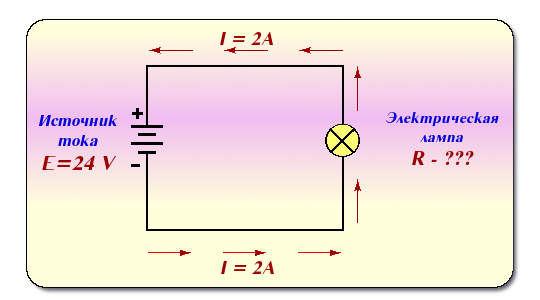 I = 2A
+
Источник
тока
E=24 V
-
Электрическая
лампа
R - ???
I = 2A